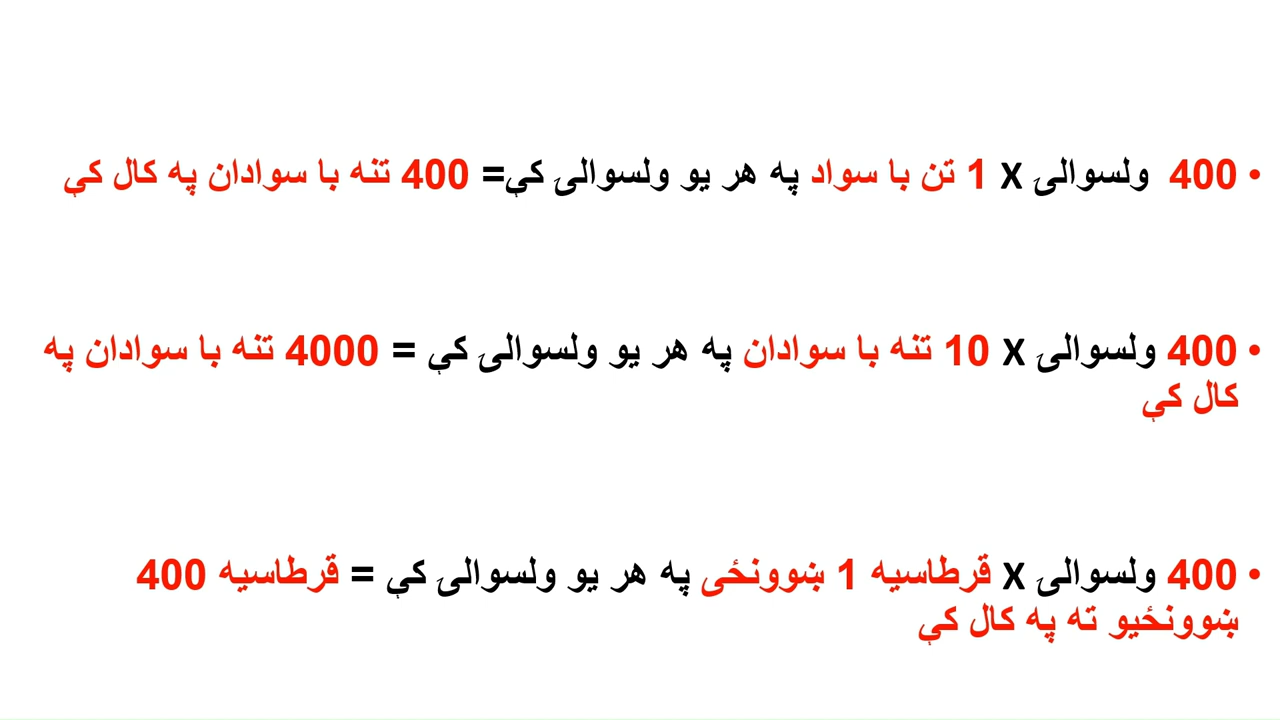 • 400 ولسوالۍ x 1 تن با سواد په هر یو ولسوالۍ کې= 400 تنه با سوادان په کال کې
• 400 ولسوالۍ x 10 تنه با سوادان په هر یو ولسوالۍ کې = 4000 تنه با سوادان په
کال کې
• 400 ولسوالۍ x قرطاسیه 1 ښوونځی په هر یو ولسوالۍ کې = قرطاسیه 400
ښوونځیو ته په کال کې